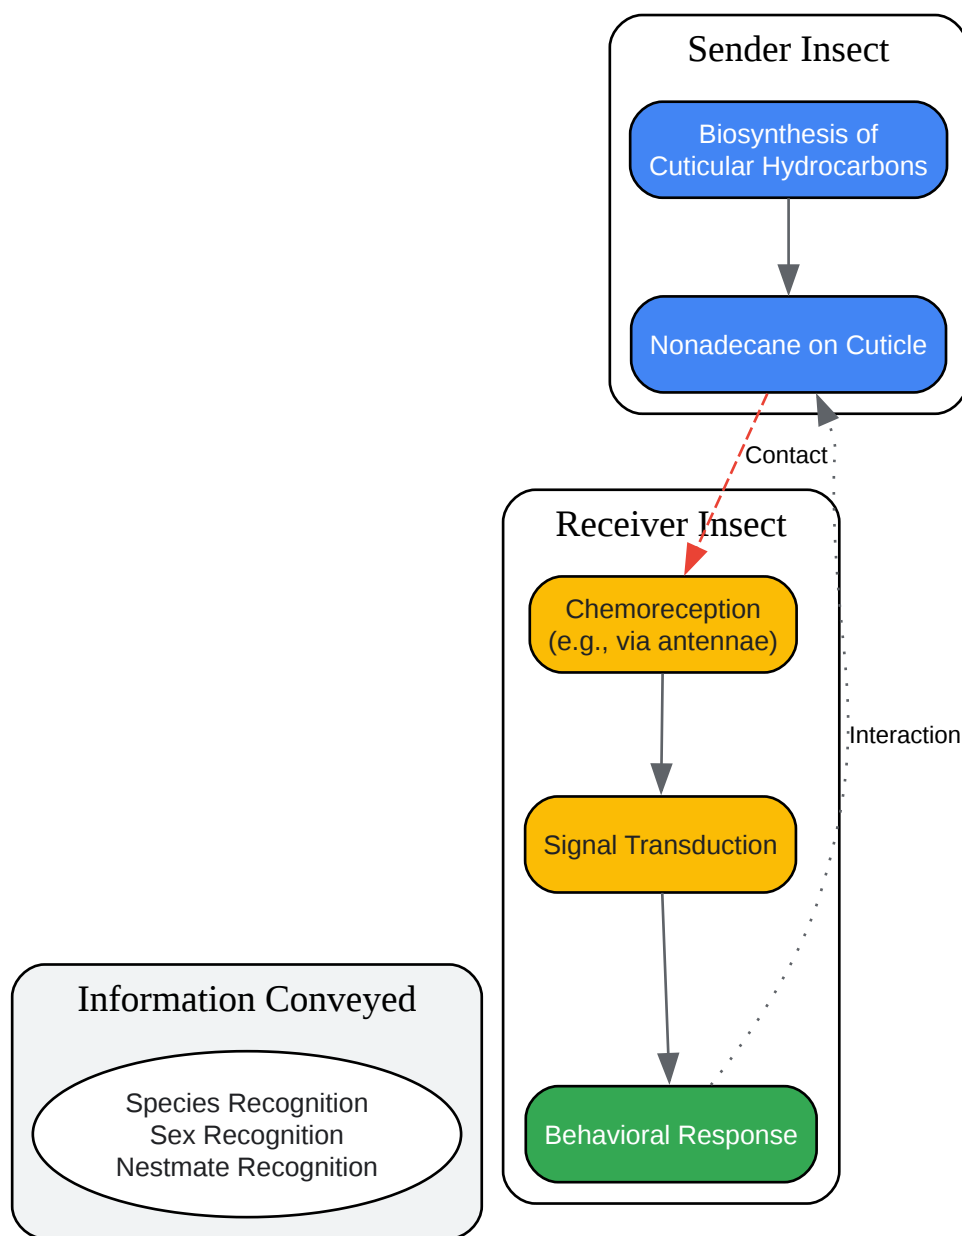 Sender Insect
Biosynthesis of
Cuticular Hydrocarbons
Nonadecane on Cuticle
Contact
Receiver Insect
Chemoreception
(e.g., via antennae)
Interaction
Signal Transduction
Behavioral Response
Information Conveyed
Species Recognition
Sex Recognition
Nestmate Recognition